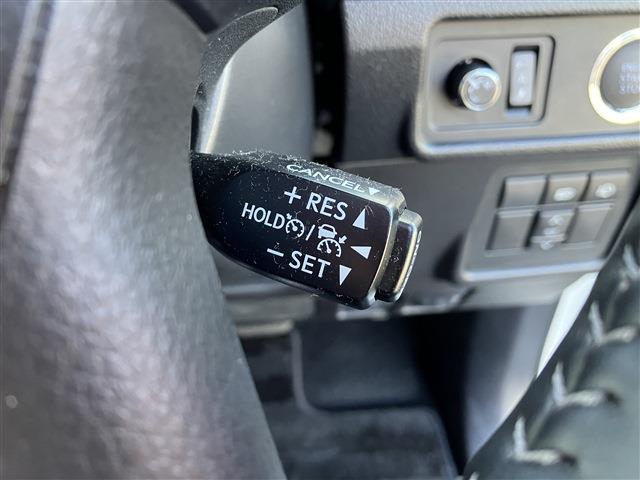 CANCEL▼
+ RES ▲
HOLD / ◀
− SET ▼